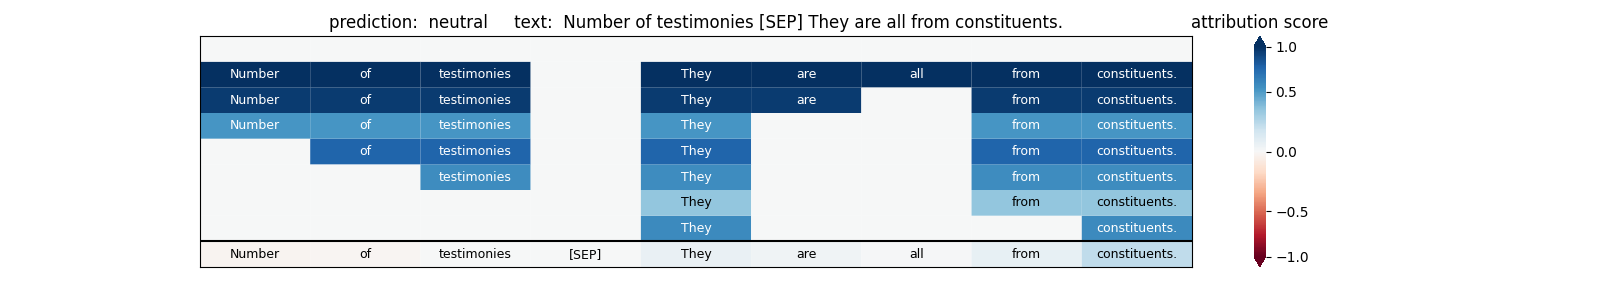 prediction:  neutral     text:  Number of testimonies [SEP] They are all from constituents.
attribution score
Number of testimonies They are all from constituents.
Number of testimonies They are from constituents.
Number of testimonies They from constituents.
of testimonies They from constituents.
testimonies They from constituents.
They from constituents.
They constituents.
Number of testimonies [SEP] They are all from constituents.
1.0
0.5
0.0
−0.5
−1.0